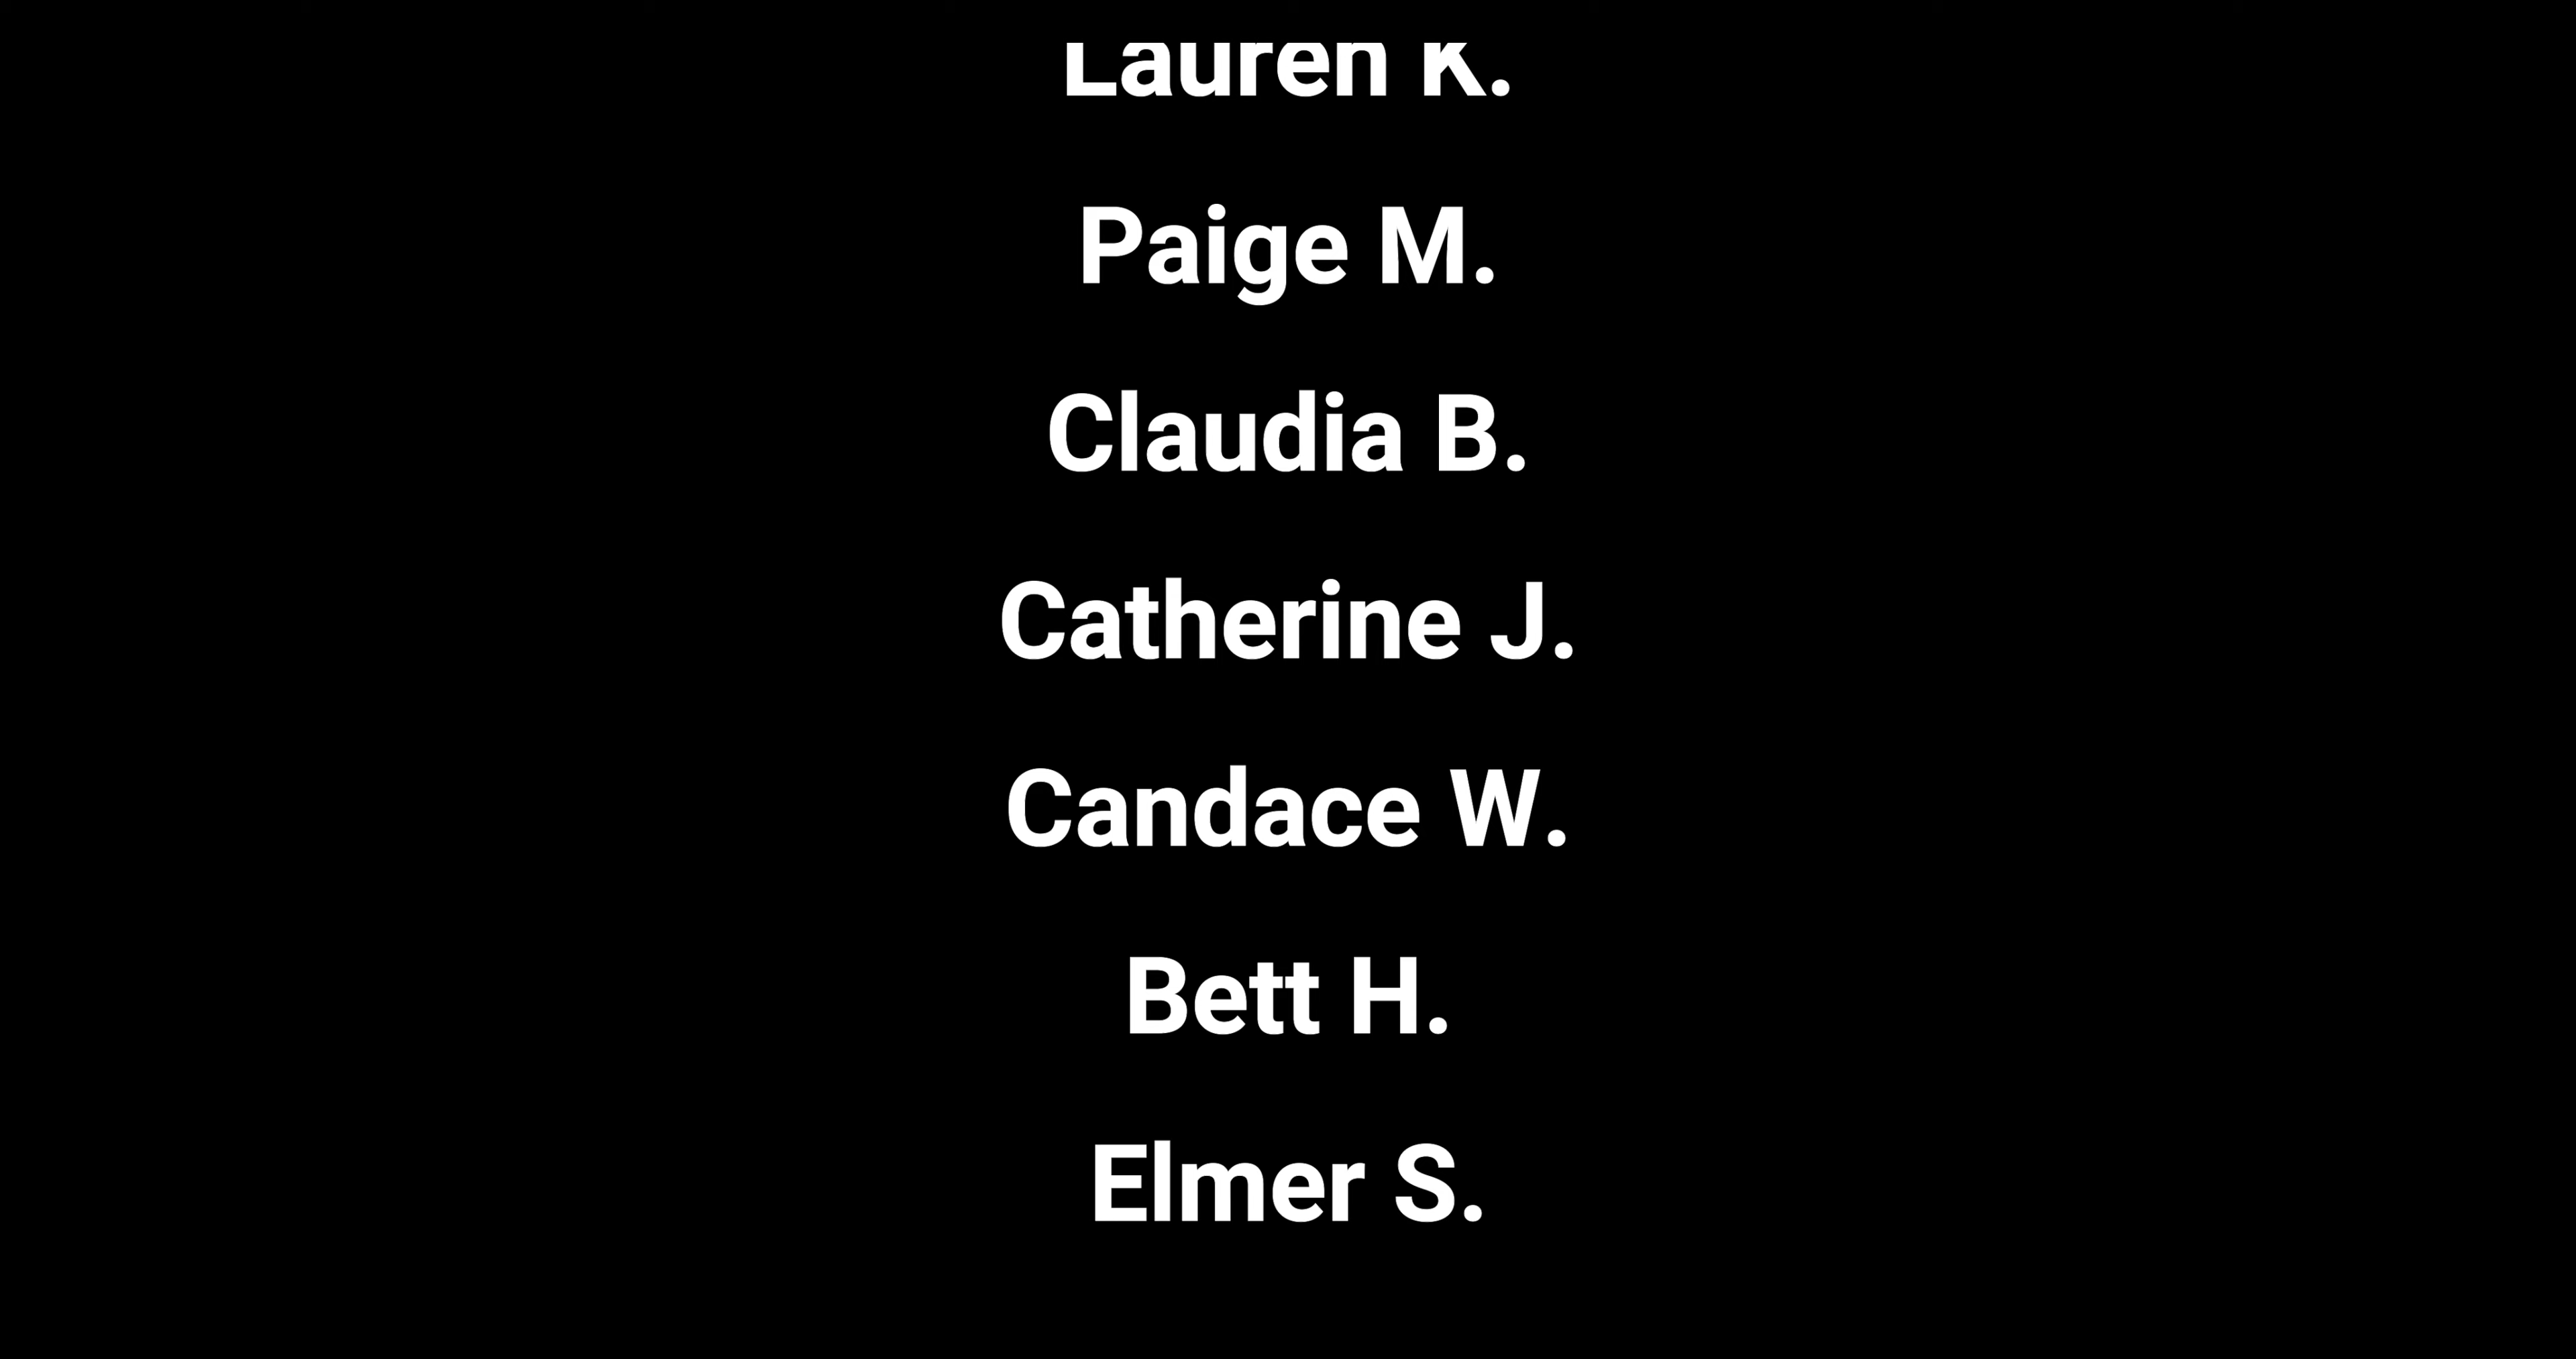 Lauren K.
Paige M.
Claudia B.
Catherine J.
Candace W.
Bett H.
Elmer S.